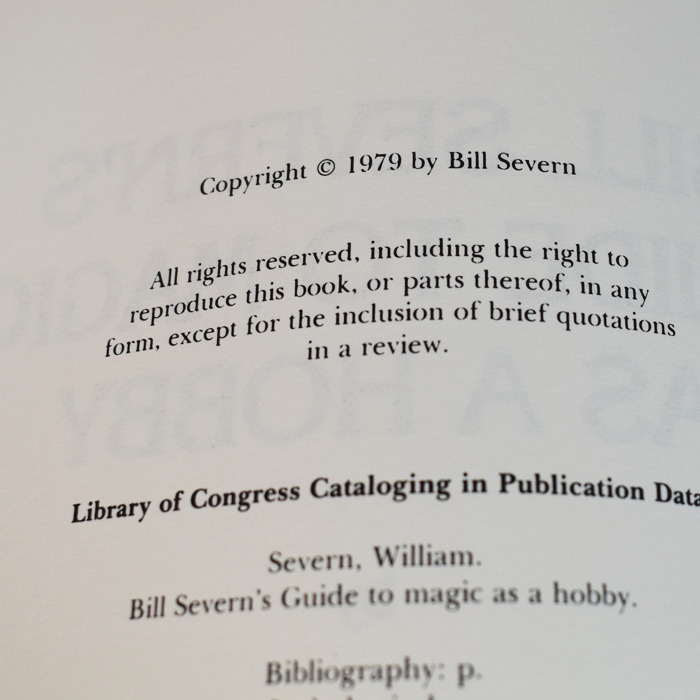 Copyright © 1979 by Bill Severn
All rights reserved, including the right to
reproduce this book, or parts thereof, in any
form, except for the inclusion of brief quotations
in a review.
Library of Congress Cataloging in Publication Data
Severn, William.
Bill Severn's Guide to magic as a hobby.
Bibliography: p.